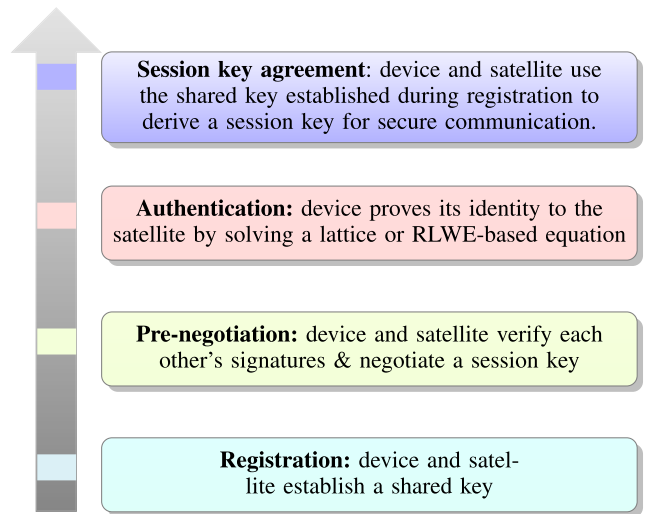 Session key agreement: device and satellite use
the shared key established during registration to
derive a session key for secure communication.
Authentication: device proves its identity to the
satellite by solving a lattice or RLWE-based equation
Pre-negotiation: device and satellite verify each
other's signatures & negotiate a session key
Registration: device and satel-
lite establish a shared key